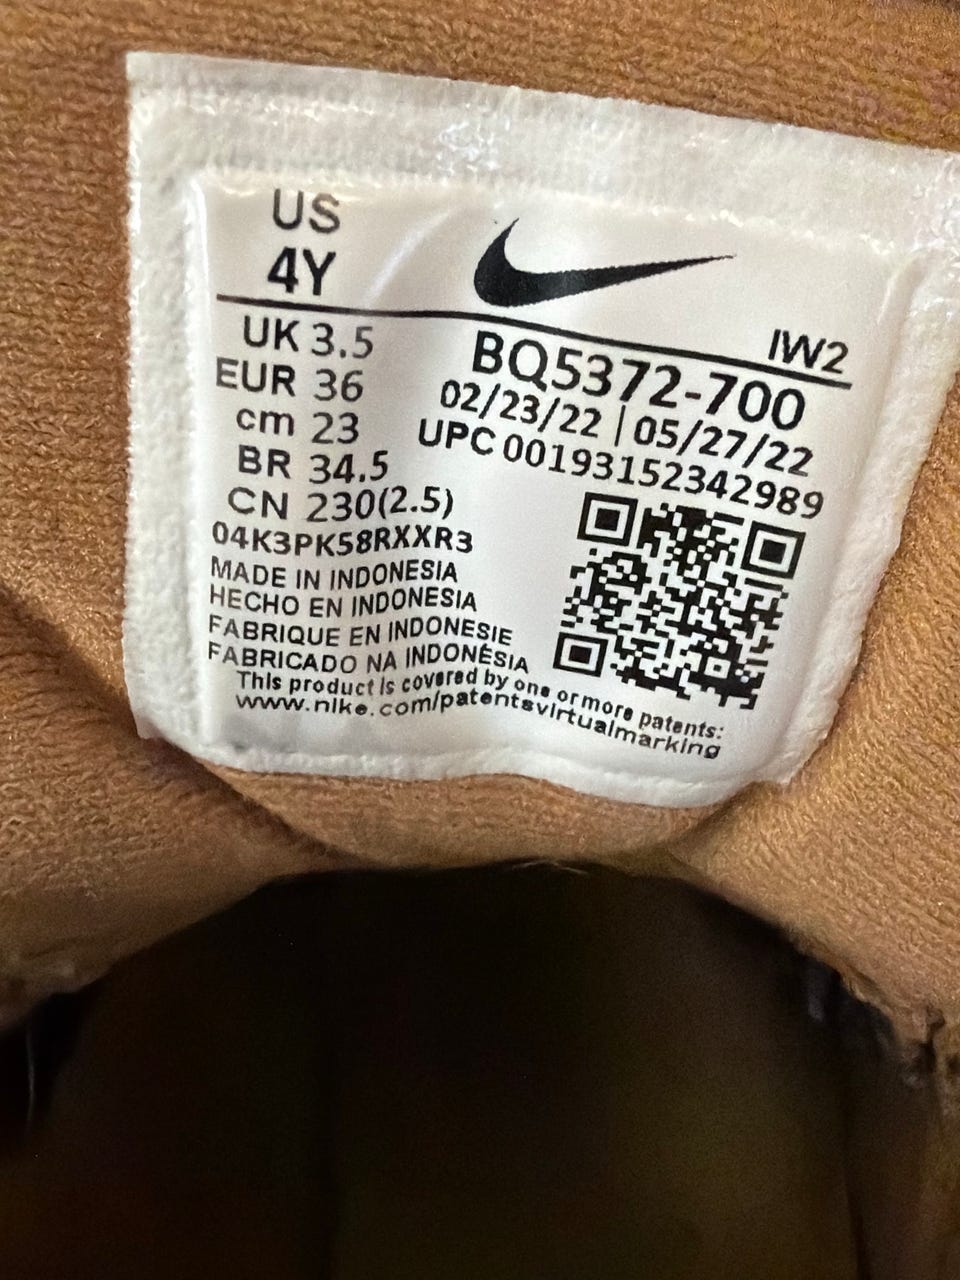 US
4Y
IW2
UK 3.5
EUR 36
cm 23
BR 34.5
CN 230(2.5)
04K3PK58RXXR3
MADE IN INDONESIA
HECHO EN INDONESIA
FABRIQUE EN INDONESIE
FABRICADO NA INDONÉSIA
BQ5372-700
02/23/22 | 05/27/22
UPC 00193152342989
This product is covered by one or more patents:
www.nike.com/patentsvirtualmarking